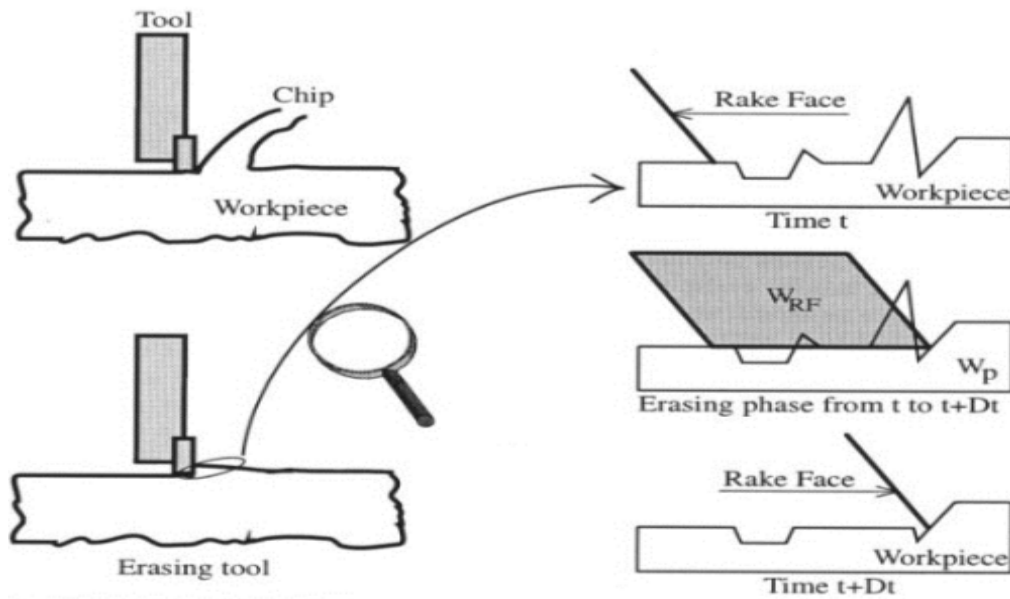 Tool
Chip
Workpiece
Erasing tool
Rake Face
Workpiece
Time t
W_RF
W_p
Erasing phase from t to t+Dt
Rake Face
Workpiece
Time t+Dt